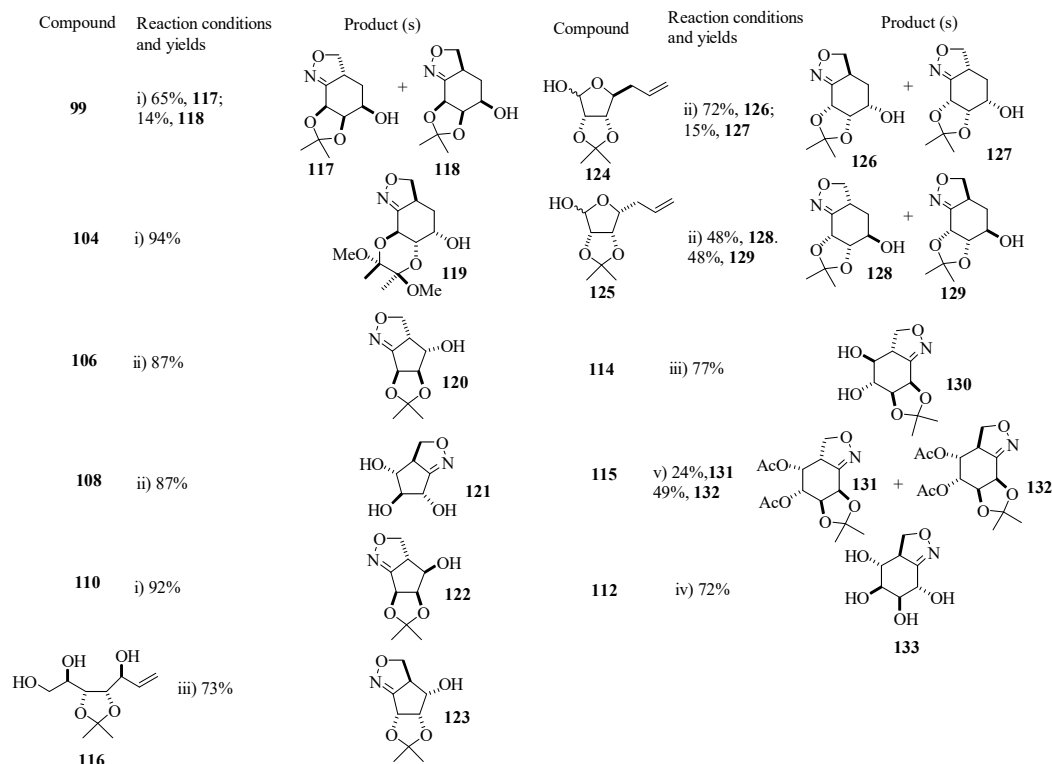 Compound Reaction conditions and yields Product (s)
99 i) 65%, 117; 14%, 118
O N O O OH 117 + O N O O OH 118
104 i) 94%
O N OH O O MeO OMe 119
106 ii) 87%
O N OH O O 120
108 ii) 87%
O N HO HO OH 121
110 i) 92%
O N OH O O 122
OH OH HO O O 116 iii) 73%
O N OH O O 123
Compound Reaction conditions and yields Product (s)
HO O O O 124 ii) 72%, 126; 15%, 127
O N O O OH 126 + O N O O OH 127
HO O O O 125 ii) 48%, 128. 48%, 129
O N O O OH 128 + O N O O OH 129
114 iii) 77%
O N HO HO O O 130
115 v) 24%,131 49%, 132
O N AcO AcO O O 131 + O N AcO AcO O O 132
112 iv) 72%
O N HO HO OH OH 133